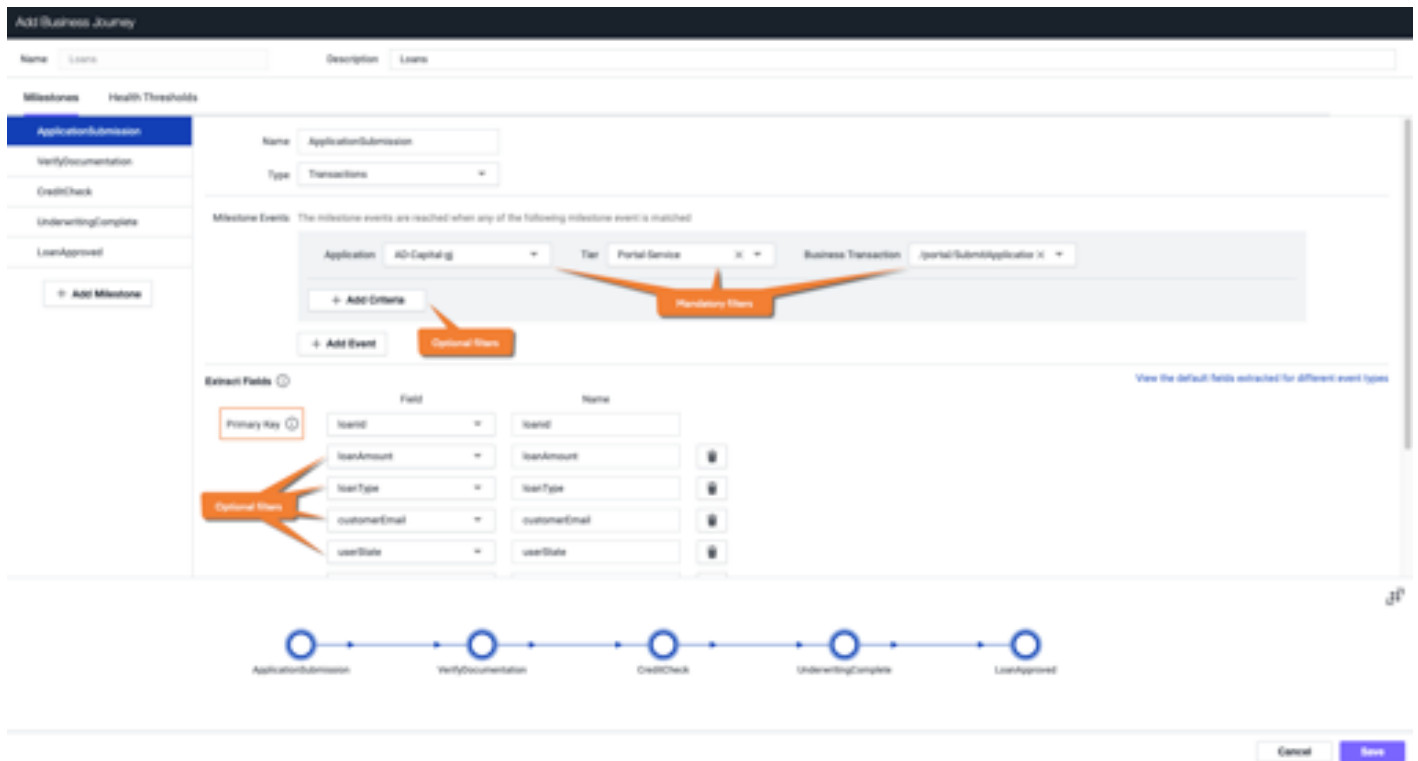 Add Business Journey
Name Loans Description Loans
Milestones Health Thresholds
ApplicationSubmission
VerifyDocumentation
CreditCheck
UnderwritingComplete
LoanApproved
+ Add Milestone
Name ApplicationSubmission
Type Transactions
Milestone Events The milestone events are reached when any of the following milestone event is matched
Application AD-Capital-gj Tier Portal-Service Business Transaction /portal/SubmitApplication
+ Add Criteria
Mandatory filters
+ Add Event
Optional filters
Extract Fields
View the default fields extracted for different event types
Field Name
Primary Key loanId loanId
loanAmount loanAmount
loanType loanType
Optional filters
customerEmail customerEmail
userState userState
ApplicationSubmission VerifyDocumentation CreditCheck UnderwritingComplete LoanApproved
Cancel Save